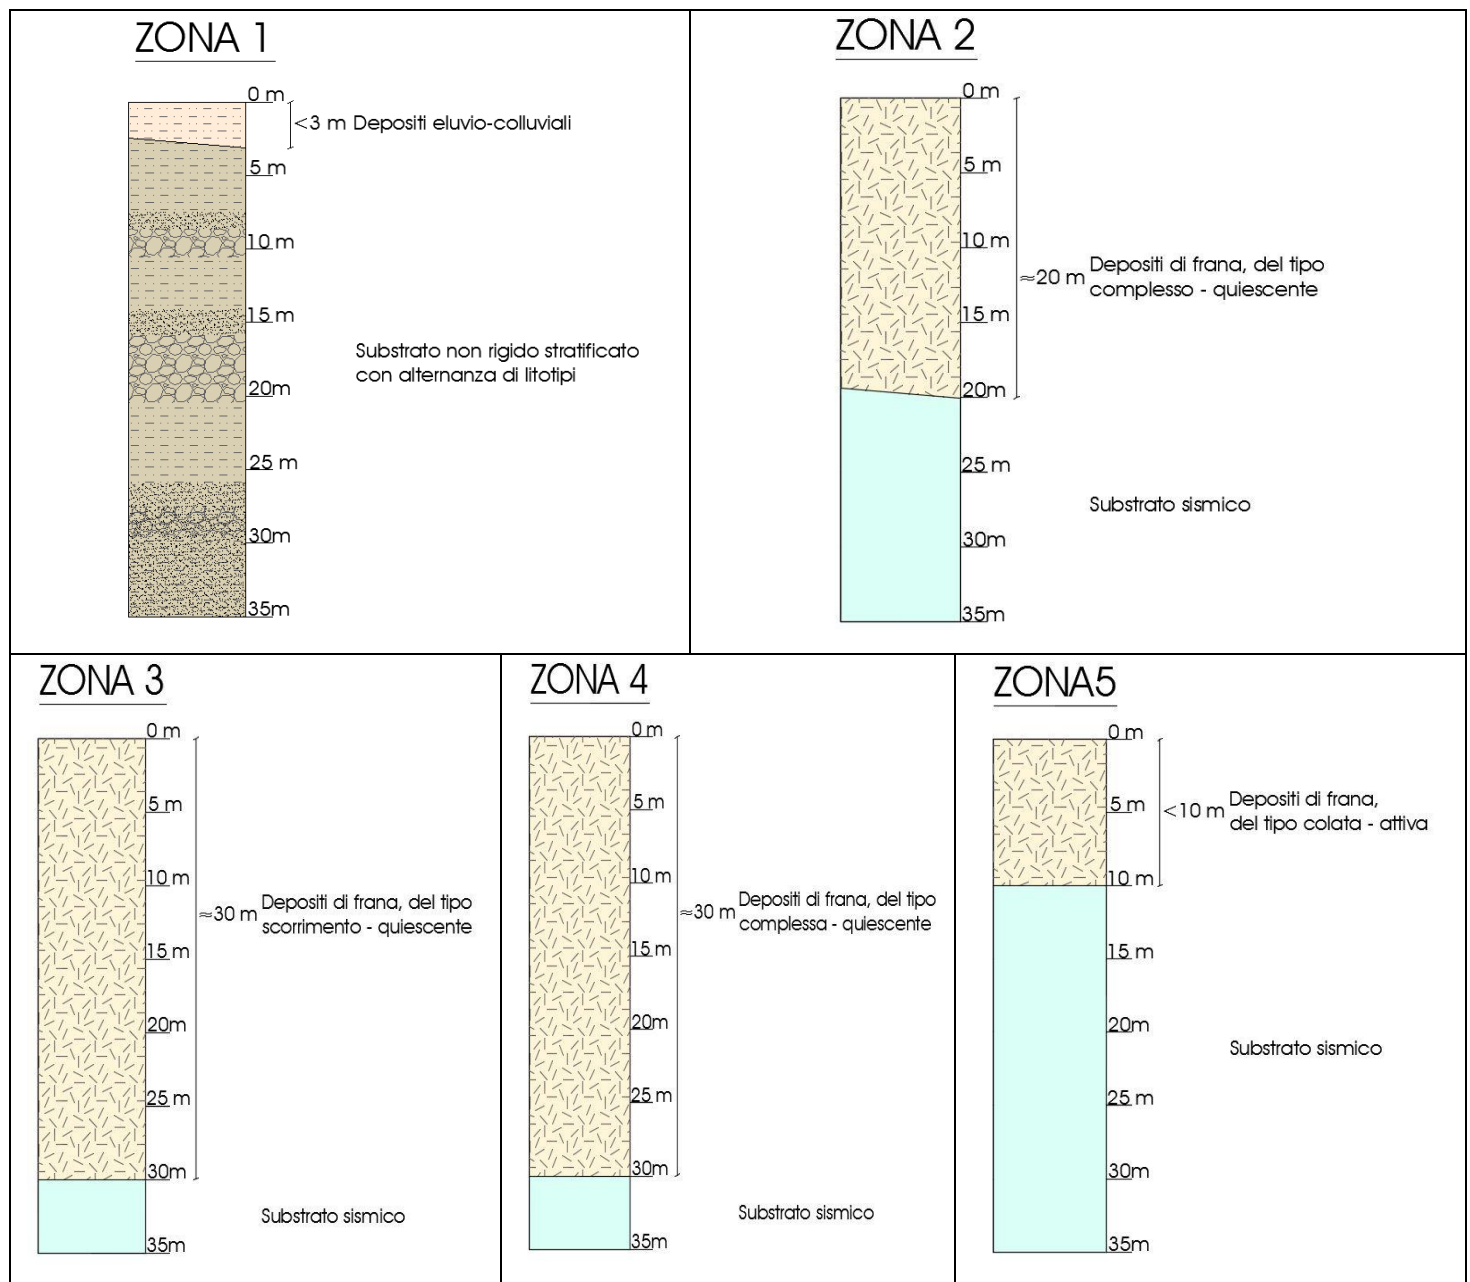 ZONA 1
0 m
<3 m Depositi eluvio-colluviali
5 m
10 m
15 m
Substrato non rigido stratificato
con alternanza di litotipi
20m
25 m
30m
35m
ZONA 2
0 m
5 m
10 m
≈20 m Depositi di frana, del tipo
complesso - quiescente
15 m
20m
25 m
Substrato sismico
30m
35m
ZONA 3
0 m
5 m
10 m
≈30 m Depositi di frana, del tipo
scorrimento - quiescente
15 m
20m
25 m
30m
Substrato sismico
35m
ZONA 4
0 m
5 m
10 m
≈30 m Depositi di frana, del tipo
complessa - quiescente
15 m
20m
25 m
30m
Substrato sismico
35m
ZONA5
0 m
5 m
<10 m Depositi di frana,
del tipo colata - attiva
10 m
15 m
20m
Substrato sismico
25 m
30m
35m